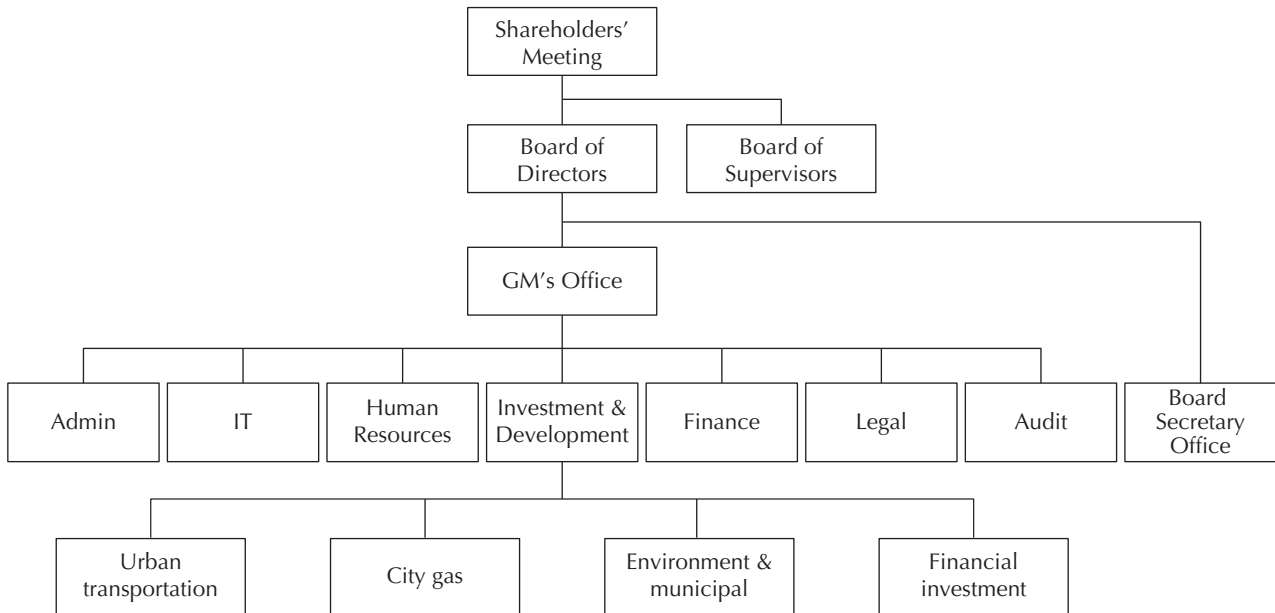 Shareholders’
Meeting
Board of
Directors
Board of
Supervisors
GM’s Office
Admin
IT
Human
Resources
Investment &
Development
Finance
Legal
Audit
Board
Secretary
Office
Urban
transportation
City gas
Environment &
municipal
Financial
investment